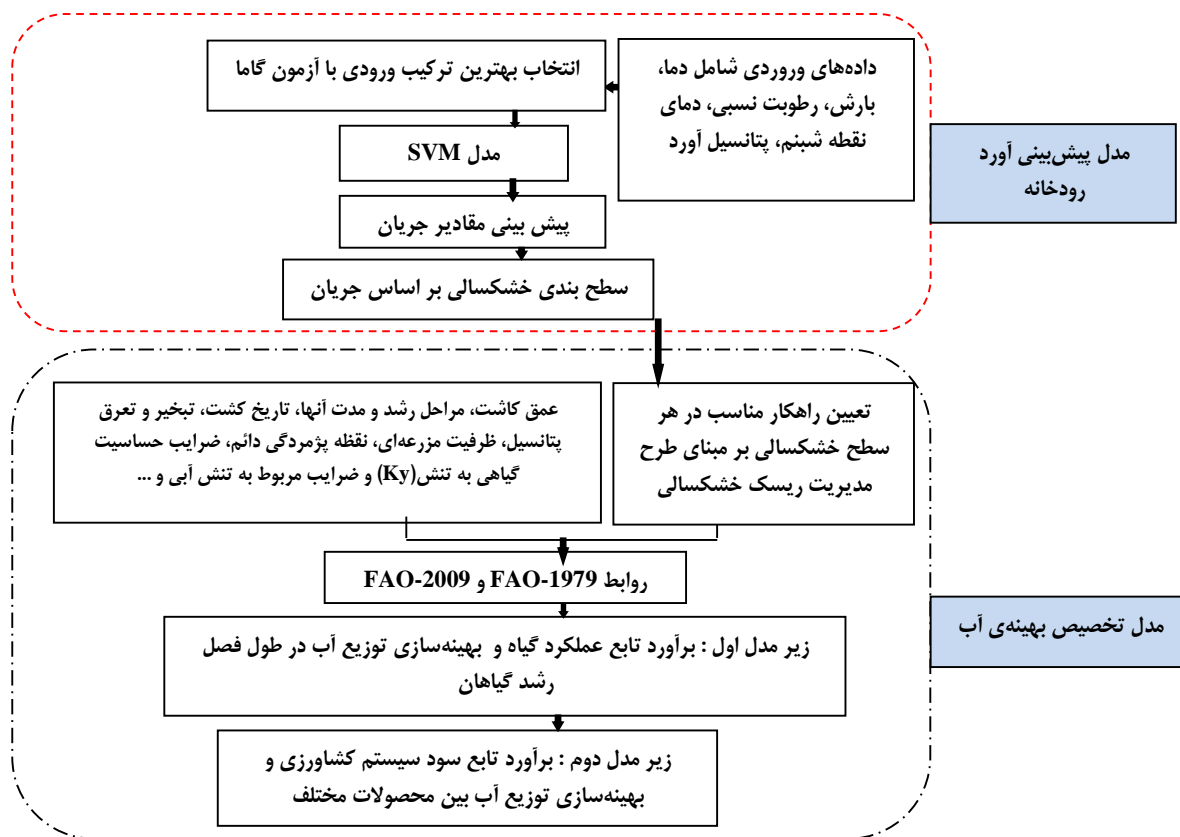 داده‌های وروردی شامل دما،
بارش، رطوبت نسبی، دمای
نقطه شبنم، پتانسیل آورد
انتخاب بهترین ترکیب ورودی با آزمون گاما
مدل SVM
پیش بینی مقادیر جریان
سطح بندی خشکسالی بر اساس جریان
مدل پیش‌بینی آورد
رودخانه
تعیین راهکار مناسب در هر
سطح خشکسالی بر مبنای طرح
مدیریت ریسک خشکسالی
عمق کاشت، مراحل رشد و مدت آنها، تاریخ کشت، تبخیر و تعرق
پتانسیل، ظرفیت مزرعه‌ای، نقظه پژمردگی دائم، ضرایب حساسیت
گیاهی به تنش(Ky) و ضرایب مربوط به تنش آبی و ...
روابط FAO-1979 و FAO-2009
زیر مدل اول : برآورد تابع عملکرد گیاه و بهینه‌سازی توزیع آب در طول فصل
رشد گیاهان
زیر مدل دوم : برآورد تابع سود سیستم کشاورزی و
بهینه‌سازی توزیع آب بین محصولات مختلف
مدل تخصیص بهینه‌ی آب